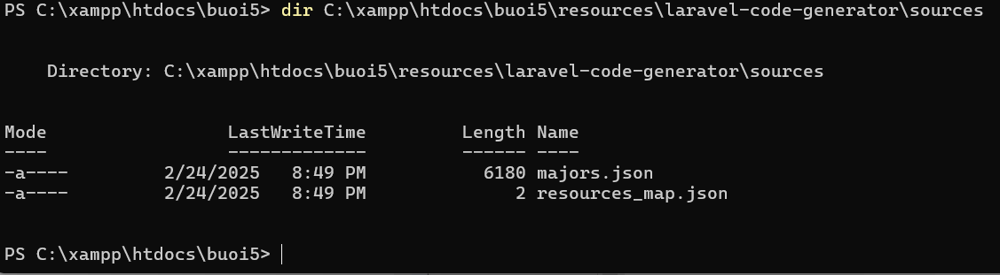 PS C:\xampp\htdocs\buoi5> dir C:\xampp\htdocs\buoi5\resources\laravel-code-generator\sources
Directory: C:\xampp\htdocs\buoi5\resources\laravel-code-generator\sources
Mode                 LastWriteTime         Length Name
----                 -------------         ------ ----
-a----         2/24/2025   8:49 PM           6180 majors.json
-a----         2/24/2025   8:49 PM              2 resources_map.json
PS C:\xampp\htdocs\buoi5>